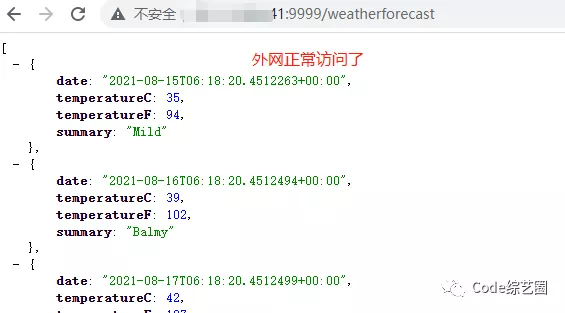 不安全 41:9999/weatherforecast
[
外网正常访问了
- {
date: "2021-08-15T06:18:20.4512263+00:00",
temperatureC: 35,
temperatureF: 94,
summary: "Mild"
},
- {
date: "2021-08-16T06:18:20.4512494+00:00",
temperatureC: 39,
temperatureF: 102,
summary: "Balmy"
},
- {
date: "2021-08-17T06:18:20.4512499+00:00",
temperatureC: 42,
Code综艺圈